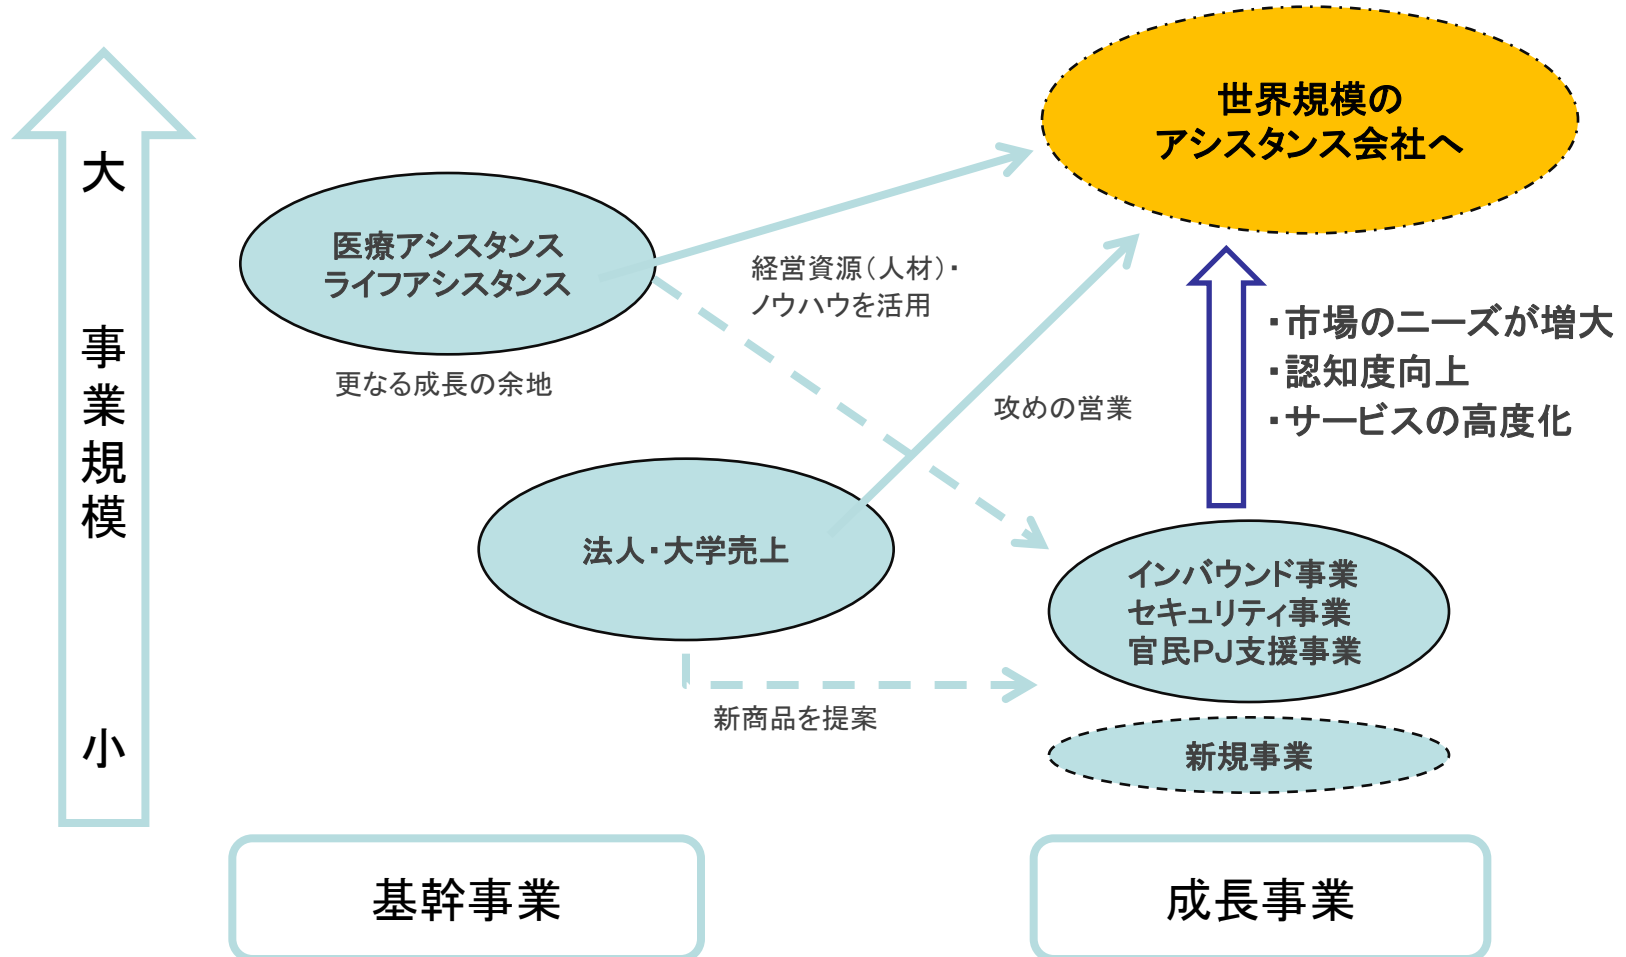 大
事
業
規
模
小
世界規模の
アシスタンス会社へ
医療アシスタンス
ライフアシスタンス
更なる成長の余地
経営資源（人材）・
ノウハウを活用
攻めの営業
・市場のニーズが増大
・認知度向上
・サービスの高度化
法人・大学売上
新商品を提案
インバウンド事業
セキュリティ事業
官民ＰＪ支援事業
新規事業
基幹事業
成長事業